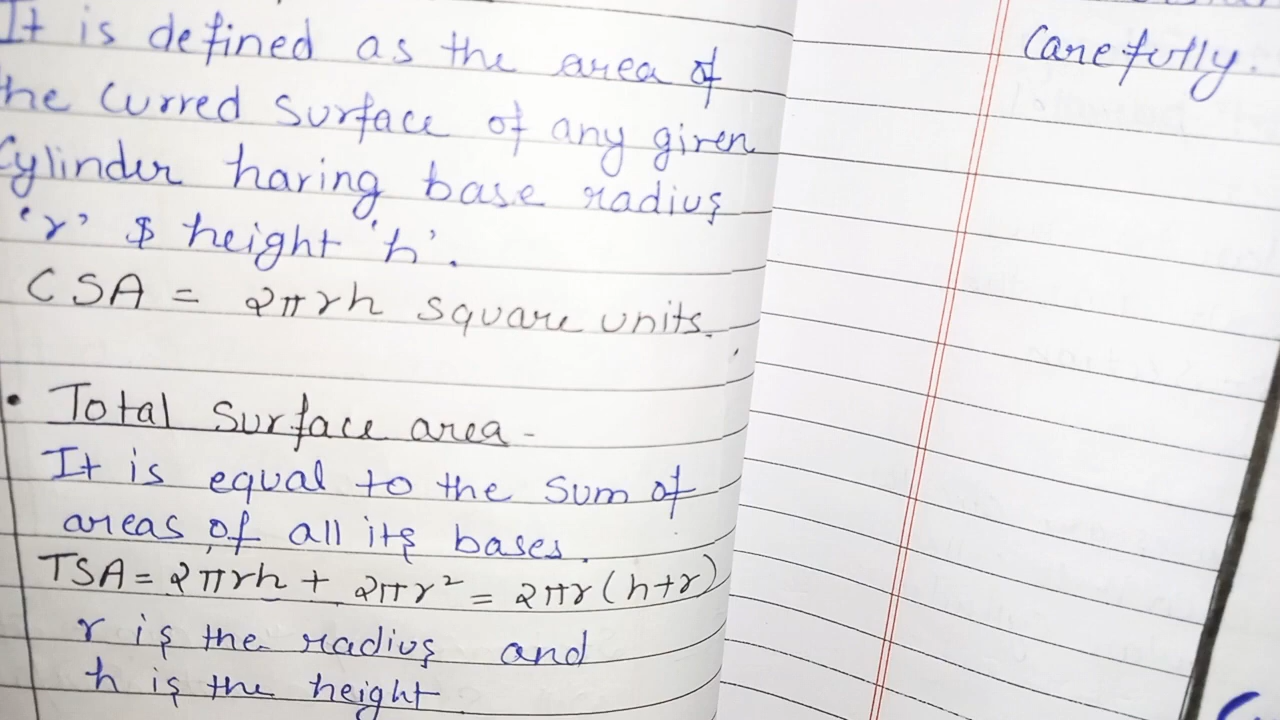 It is defined as the area of
the curred surface of any given
Cylinder having base radius
'r' $ height 'h'.
CSA = 2πrh square units.
• Total surface area -
It is equal to the sum of
areas of all its bases.
TSA = 2πrh + 2πr² = 2πr(h+r)
r is the radius and
h is the height
Carefully.